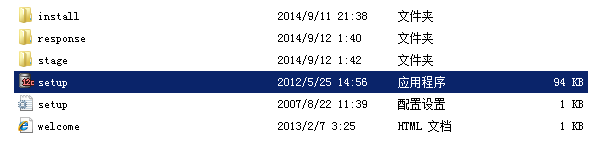 install 2014/9/11 21:38 文件夹
response 2014/9/12 1:40 文件夹
stage 2014/9/12 1:42 文件夹
setup 2012/5/25 14:56 应用程序 94 KB
setup 2007/8/22 11:39 配置设置 1 KB
welcome 2013/2/7 3:25 HTML 文档 1 KB